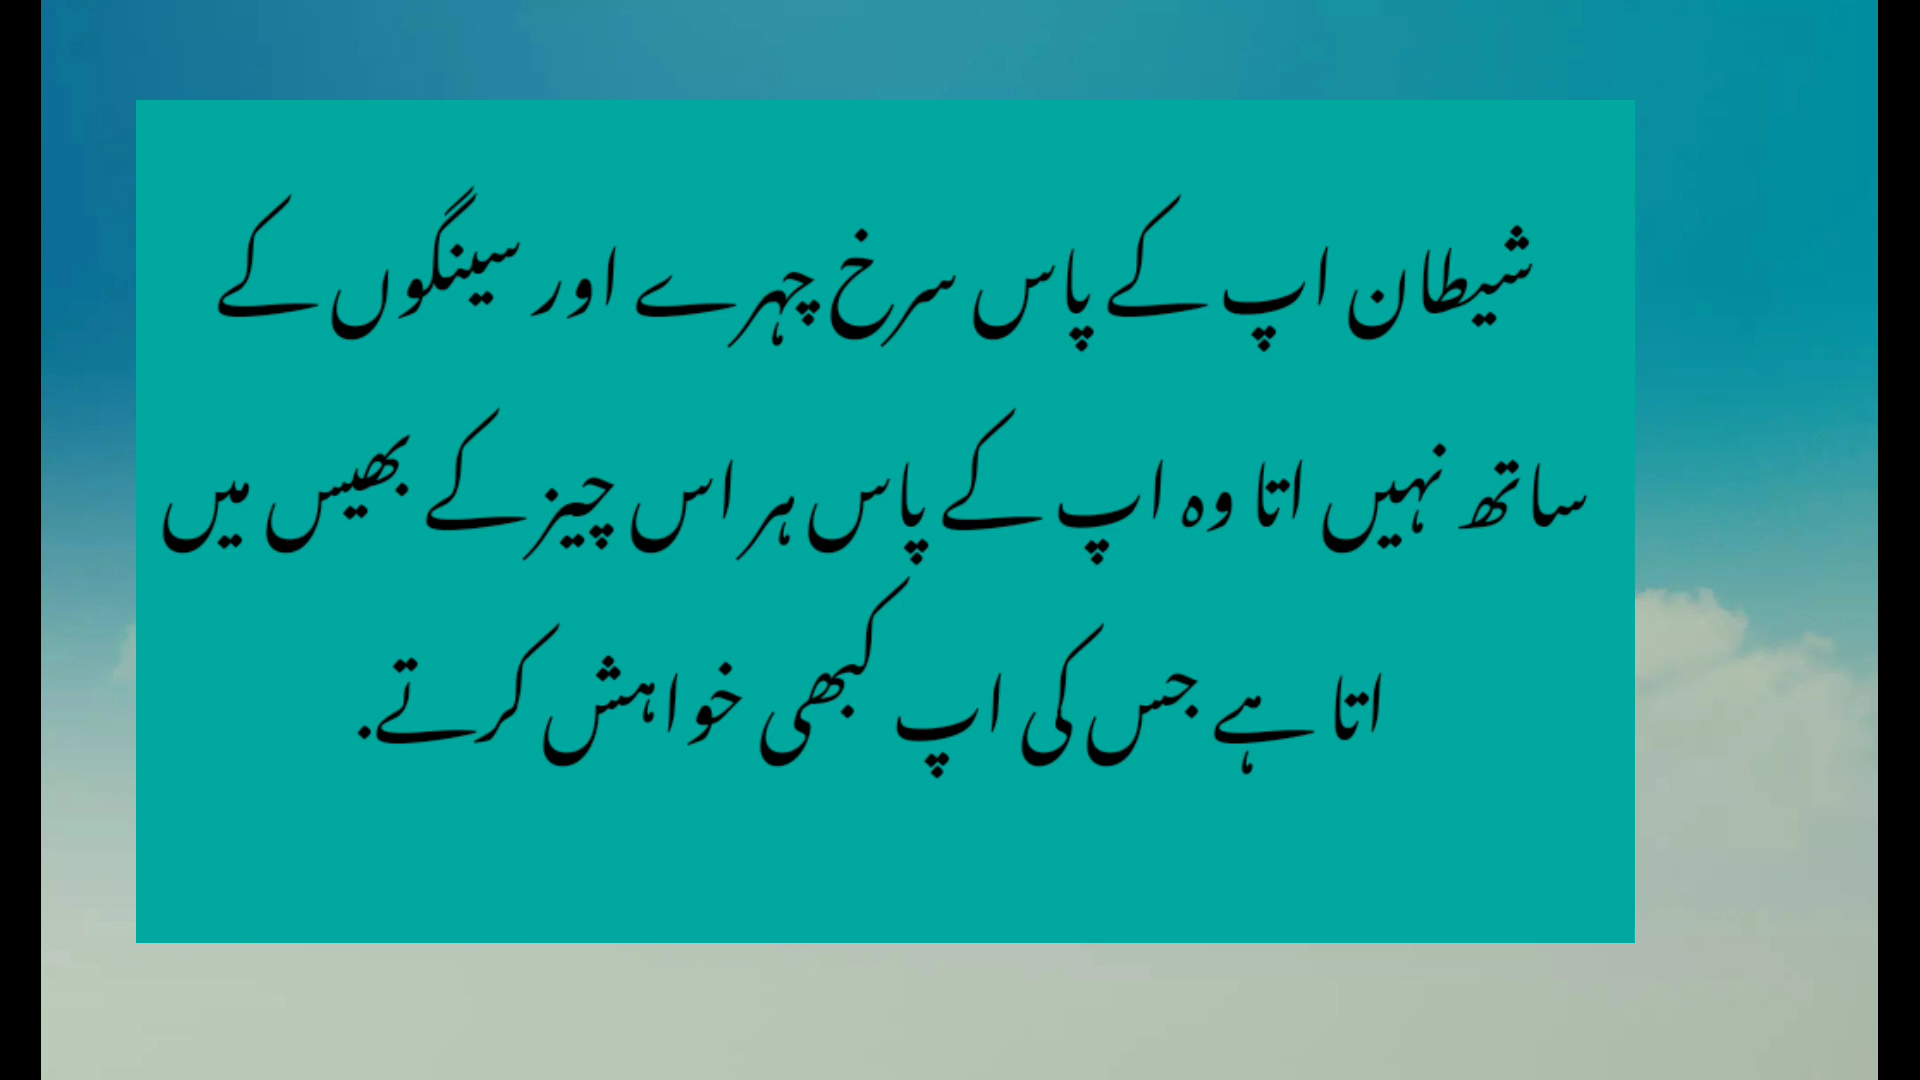 شیطان اپ کے پاس سرخ چہرے اور سینگوں کے
ساتھ نہیں اتا وہ اپ کے پاس ہر اس چیز کے بھیس میں
اتا ہے جس کی اپ کبھی خواہش کرتے.